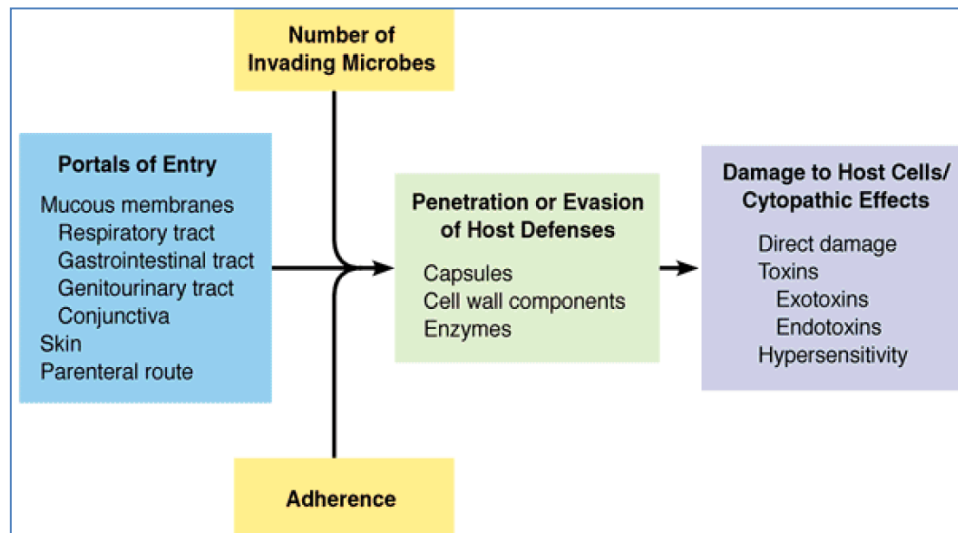 Number of
Invading Microbes
Portals of Entry
Mucous membranes
Respiratory tract
Gastrointestinal tract
Genitourinary tract
Conjunctiva
Skin
Parenteral route
Penetration or Evasion
of Host Defenses
Capsules
Cell wall components
Enzymes
Damage to Host Cells/
Cytopathic Effects
Direct damage
Toxins
Exotoxins
Endotoxins
Hypersensitivity
Adherence